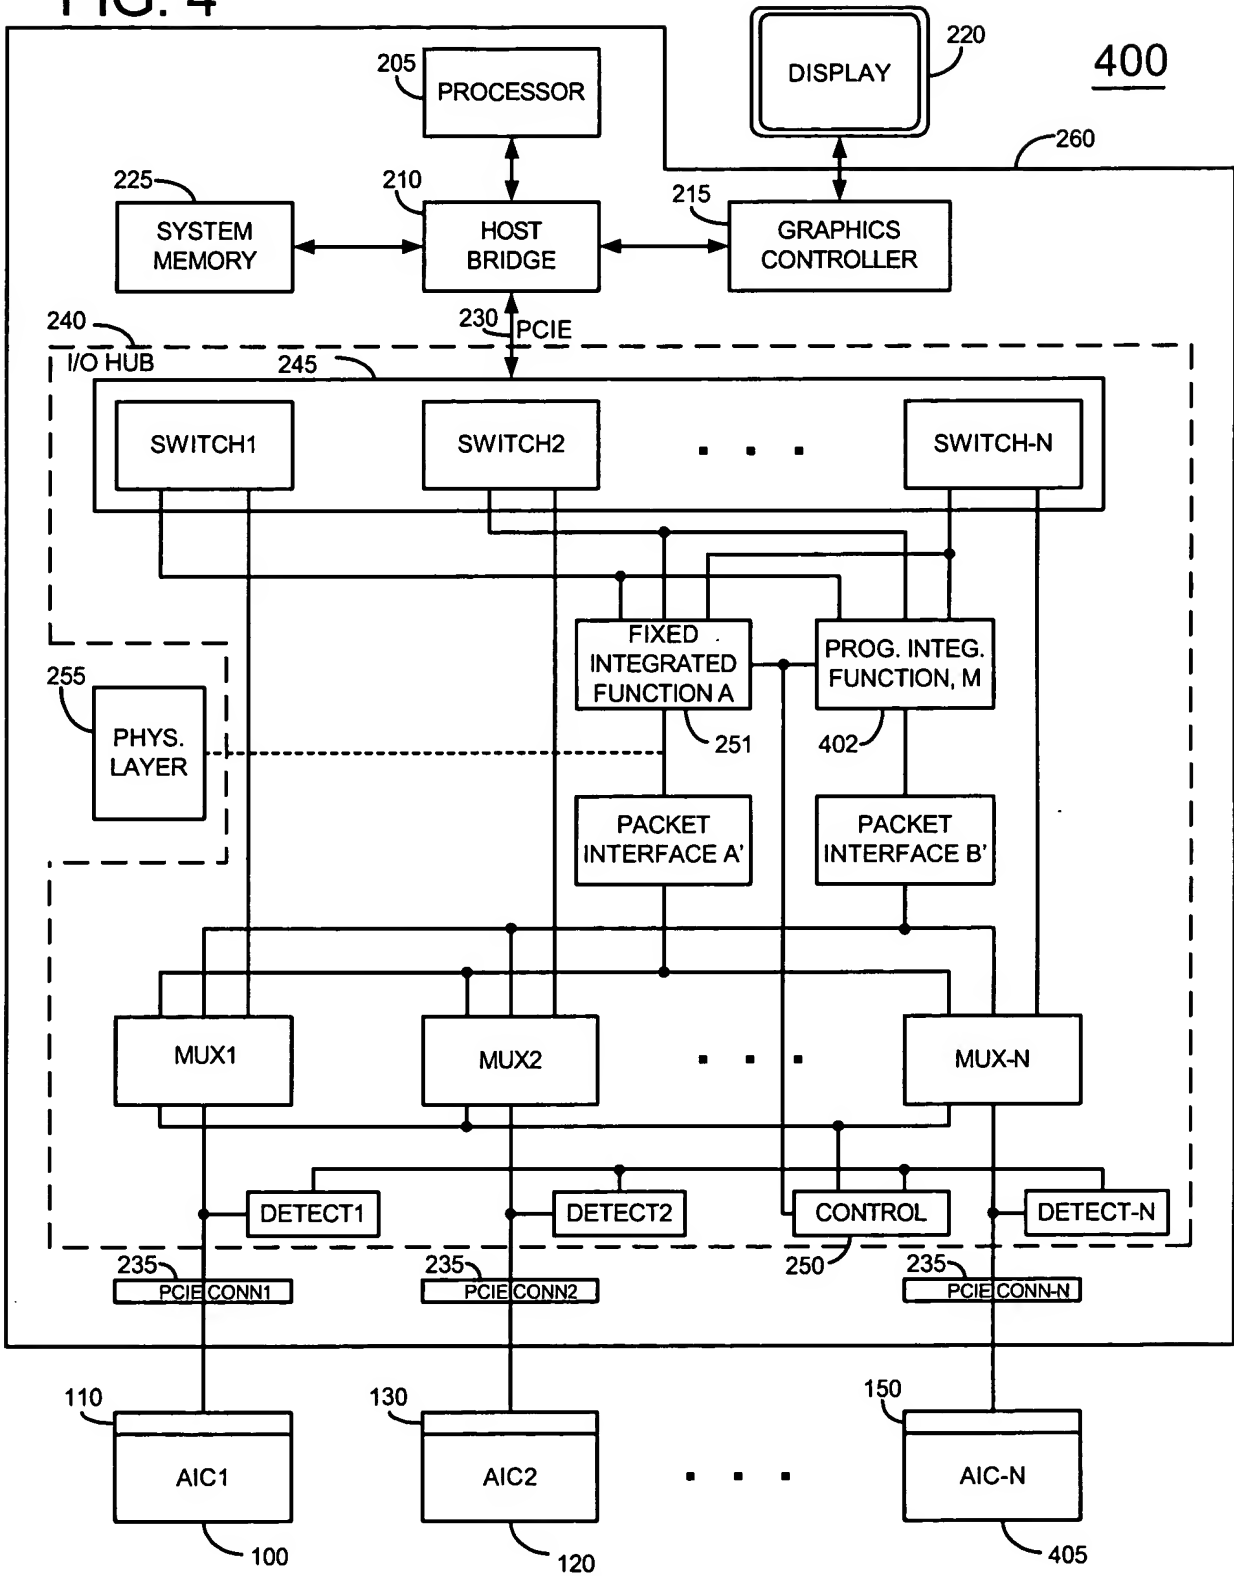 FIG. 4
400
DISPLAY
220
205
PROCESSOR
260
225
SYSTEM
MEMORY
210
HOST
BRIDGE
215
GRAPHICS
CONTROLLER
230
PCIE
240
I/O HUB
245
SWITCH1
SWITCH2
. . .
SWITCH-N
FIXED
INTEGRATED
FUNCTION A
PROG. INTEG.
FUNCTION, M
255
PHYS.
LAYER
251
402
PACKET
INTERFACE A'
PACKET
INTERFACE B'
MUX1
MUX2
. . .
MUX-N
DETECT1
DETECT2
CONTROL
DETECT-N
250
235
PCIE CONN1
235
PCIE CONN2
235
PCIE CONN-N
110
AIC1
100
130
AIC2
120
. . .
150
AIC-N
405